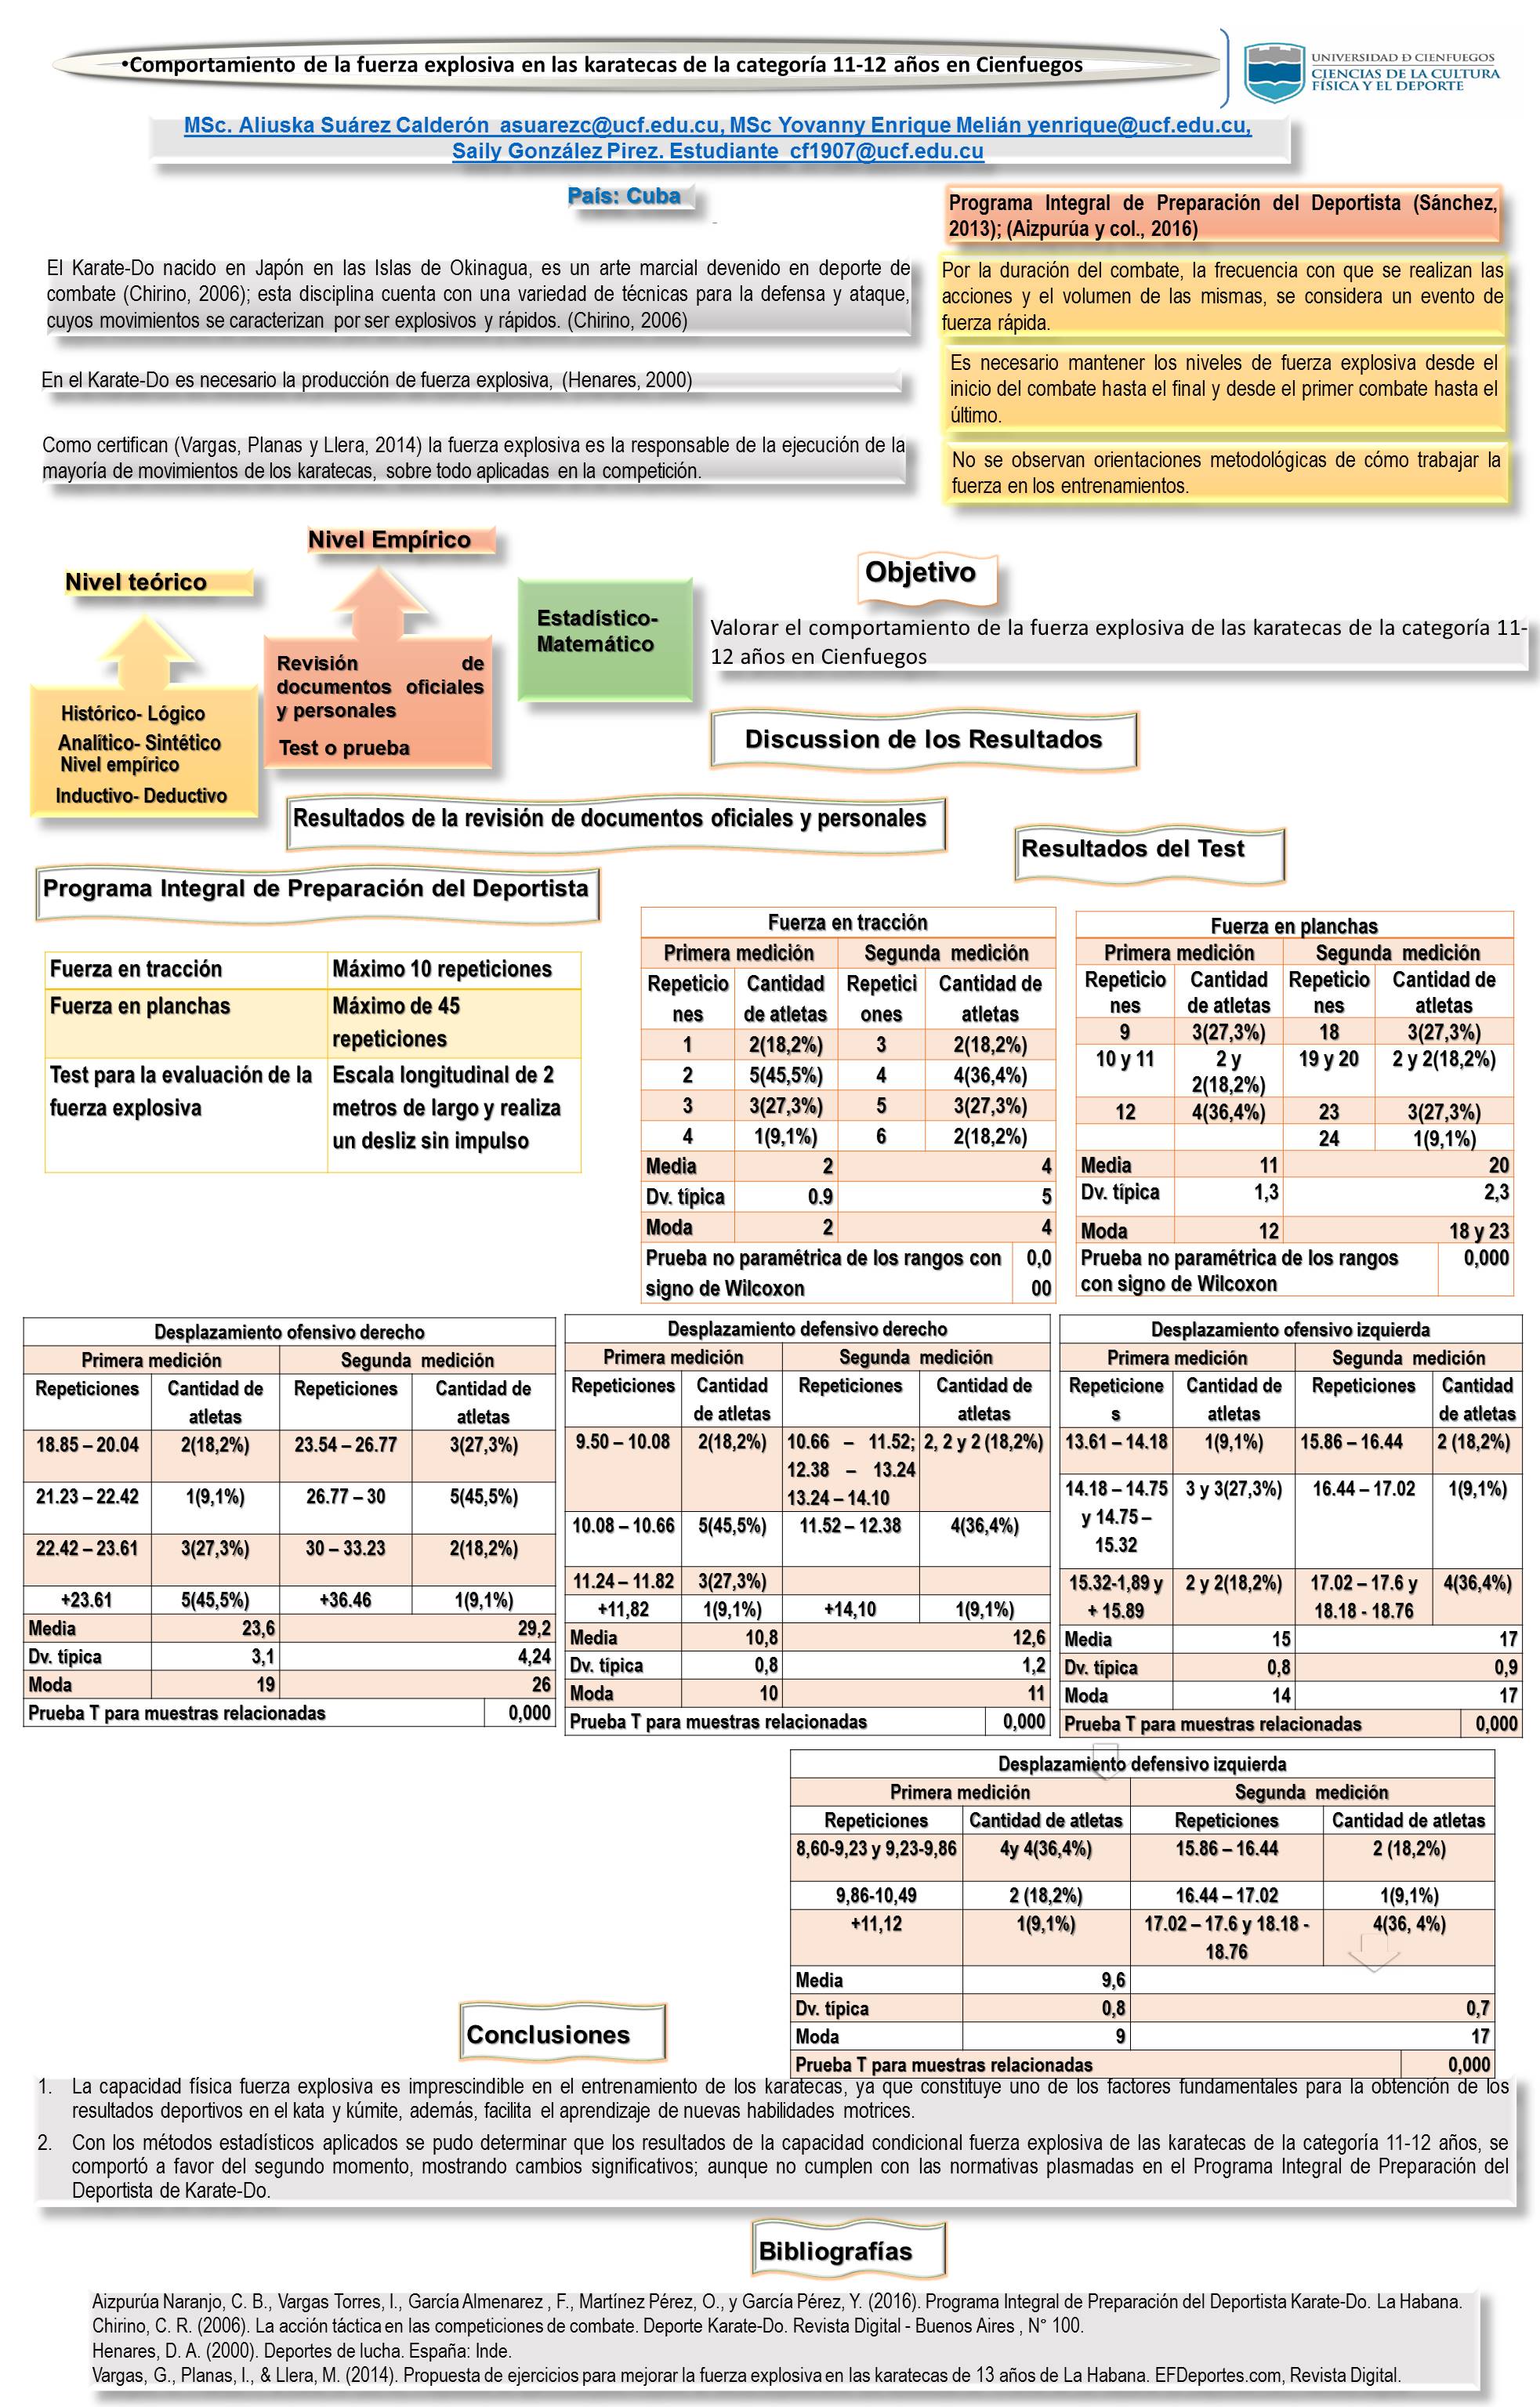 •Comportamiento de la fuerza explosiva en las karatecas de la categoría 11-12 años en Cienfuegos
UNIVERSIDAD Ð CIENFUEGOS
CIENCIAS DE LA CULTURA
FÍSICA Y EL DEPORTE
MSc. Aliuska Suárez Calderón asuarezc@ucf.edu.cu, MSc Yovanny Enrique Melián yenrique@ucf.edu.cu,
Saily González Pirez. Estudiante cf1907@ucf.edu.cu
País: Cuba
El Karate-Do nacido en Japón en las Islas de Okinagua, es un arte marcial devenido en deporte de
combate (Chirino, 2006); esta disciplina cuenta con una variedad de técnicas para la defensa y ataque,
cuyos movimientos se caracterizan por ser explosivos y rápidos. (Chirino, 2006)
En el Karate-Do es necesario la producción de fuerza explosiva, (Henares, 2000)
Como certifican (Vargas, Planas y Llera, 2014) la fuerza explosiva es la responsable de la ejecución de la
mayoría de movimientos de los karatecas, sobre todo aplicadas en la competición.
Programa Integral de Preparación del Deportista (Sánchez,
2013); (Aizpurúa y col., 2016)
Por la duración del combate, la frecuencia con que se realizan las
acciones y el volumen de las mismas, se considera un evento de
fuerza rápida.
Es necesario mantener los niveles de fuerza explosiva desde el
inicio del combate hasta el final y desde el primer combate hasta el
último.
No se observan orientaciones metodológicas de cómo trabajar la
fuerza en los entrenamientos.
Nivel teórico
Histórico- Lógico
Analítico- Sintético
Nivel empírico
Inductivo- Deductivo
Nivel Empírico
Revisión de
documentos oficiales
y personales
Test o prueba
Estadístico-
Matemático
Objetivo
Valorar el comportamiento de la fuerza explosiva de las karatecas de la categoría 11-
12 años en Cienfuegos
Discussion de los Resultados
Resultados de la revisión de documentos oficiales y personales
Resultados del Test
Programa Integral de Preparación del Deportista
Fuerza en tracción Máximo 10 repeticiones
Fuerza en planchas Máximo de 45
repeticiones
Test para la evaluación de la Escala longitudinal de 2
fuerza explosiva metros de largo y realiza
un desliz sin impulso
Fuerza en tracción
Primera medición Segunda medición
Repeticio Cantidad Repetici Cantidad de
nes de atletas ones atletas
1 2(18,2%) 3 2(18,2%)
2 5(45,5%) 4 4(36,4%)
3 3(27,3%) 5 3(27,3%)
4 1(9,1%) 6 2(18,2%)
Media 2 4
Dv. típica 0.9 5
Moda 2 4
Prueba no paramétrica de los rangos con 0,0
signo de Wilcoxon 00
Fuerza en planchas
Primera medición Segunda medición
Repeticio Cantidad Repeticio Cantidad de
nes de atletas nes atletas
9 3(27,3%) 18 3(27,3%)
10 y 11 2 y 19 y 20 2 y 2(18,2%)
2(18,2%)
12 4(36,4%) 23 3(27,3%)
24 1(9,1%)
Media 11 20
Dv. típica 1,3 2,3
Moda 12 18 y 23
Prueba no paramétrica de los rangos 0,000
con signo de Wilcoxon
Desplazamiento ofensivo derecho
Primera medición Segunda medición
Repeticiones Cantidad de Repeticiones Cantidad de
atletas atletas
18.85 – 20.04 2(18,2%) 23.54 – 26.77 3(27,3%)
21.23 – 22.42 1(9,1%) 26.77 – 30 5(45,5%)
22.42 – 23.61 3(27,3%) 30 – 33.23 2(18,2%)
+23.61 5(45,5%) +36.46 1(9,1%)
Media 23,6 29,2
Dv. típica 3,1 4,24
Moda 19 26
Prueba T para muestras relacionadas 0,000
Desplazamiento defensivo derecho
Primera medición Segunda medición
Repeticiones Cantidad Repeticiones Cantidad de
de atletas atletas
9.50 – 10.08 2(18,2%) 10.66 – 11.52; 2, 2 y 2 (18,2%)
12.38 – 13.24
13.24 – 14.10
10.08 – 10.66 5(45,5%) 11.52 – 12.38 4(36,4%)
11.24 – 11.82 3(27,3%)
+11,82 1(9,1%) +14,10 1(9,1%)
Media 10,8 12,6
Dv. típica 0,8 1,2
Moda 10 11
Prueba T para muestras relacionadas 0,000
Desplazamiento ofensivo izquierda
Primera medición Segunda medición
Repeticione Cantidad de Repeticiones Cantidad
s atletas de atletas
13.61 – 14.18 1(9,1%) 15.86 – 16.44 2 (18,2%)
14.18 – 14.75 3 y 3(27,3%) 16.44 – 17.02 1(9,1%)
y 14.75 –
15.32
15.32-1,89 y 2 y 2(18,2%) 17.02 – 17.6 y 4(36,4%)
+ 15.89 18.18 - 18.76
Media 15 17
Dv. típica 0,8 0,9
Moda 14 17
Prueba T para muestras relacionadas 0,000
Desplazamiento defensivo izquierda
Primera medición Segunda medición
Repeticiones Cantidad de atletas Repeticiones Cantidad de atletas
8,60-9,23 y 9,23-9,86 4y 4(36,4%) 15.86 – 16.44 2 (18,2%)
9,86-10,49 2 (18,2%) 16.44 – 17.02 1(9,1%)
+11,12 1(9,1%) 17.02 – 17.6 y 18.18 - 4(36, 4%)
18.76
Media 9,6
Dv. típica 0,8 0,7
Moda 9 17
Prueba T para muestras relacionadas 0,000
Conclusiones
1. La capacidad física fuerza explosiva es imprescindible en el entrenamiento de los karatecas, ya que constituye uno de los factores fundamentales para la obtención de los
resultados deportivos en el kata y kúmite, además, facilita el aprendizaje de nuevas habilidades motrices.
2. Con los métodos estadísticos aplicados se pudo determinar que los resultados de la capacidad condicional fuerza explosiva de las karatecas de la categoría 11-12 años, se
comportó a favor del segundo momento, mostrando cambios significativos; aunque no cumplen con las normativas plasmadas en el Programa Integral de Preparación del
Deportista de Karate-Do.
Bibliografías
Aizpurúa Naranjo, C. B., Vargas Torres, I., García Almenarez , F., Martínez Pérez, O., y García Pérez, Y. (2016). Programa Integral de Preparación del Deportista Karate-Do. La Habana.
Chirino, C. R. (2006). La acción táctica en las competiciones de combate. Deporte Karate-Do. Revista Digital - Buenos Aires , N° 100.
Henares, D. A. (2000). Deportes de lucha. España: Inde.
Vargas, G., Planas, I., & Llera, M. (2014). Propuesta de ejercicios para mejorar la fuerza explosiva en las karatecas de 13 años de La Habana. EFDeportes.com, Revista Digital.